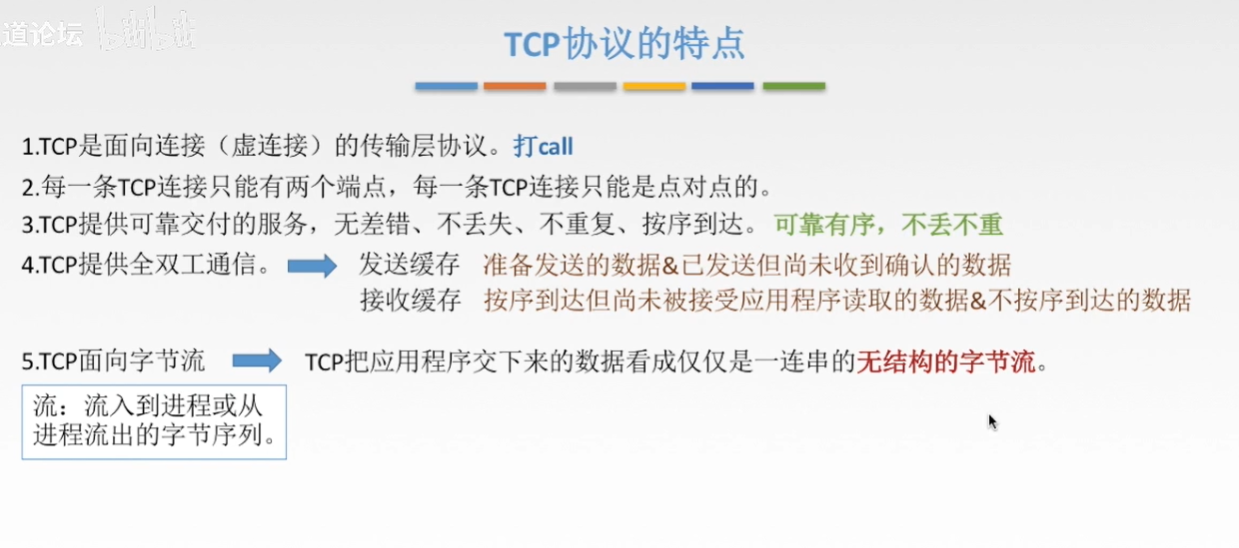 道论坛 bilibili
TCP协议的特点
1.TCP是面向连接（虚连接）的传输层协议。打call
2.每一条TCP连接只能有两个端点，每一条TCP连接只能是点对点的。
3.TCP提供可靠交付的服务，无差错、不丢失、不重复、按序到达。可靠有序，不丢不重
4.TCP提供全双工通信。 发送缓存 准备发送的数据&已发送但尚未收到确认的数据
接收缓存 按序到达但尚未被接受应用程序读取的数据&不按序到达的数据
5.TCP面向字节流 TCP把应用程序交下来的数据看成仅仅是一连串的无结构的字节流。
流：流入到进程或从
进程流出的字节序列。